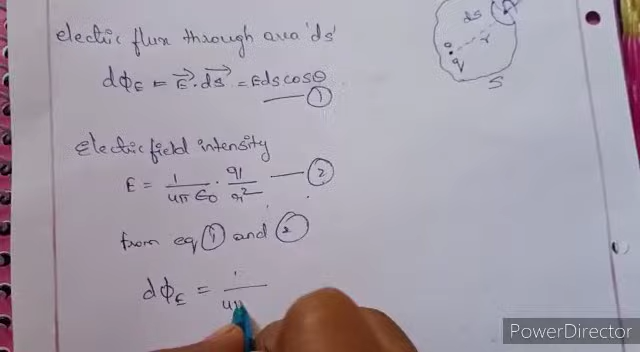 electric flux through area 'ds'
dϕE = E⃗ . ds⃗ = E ds cosθ
—— ①
Electric field intensity
E = 1/4πε0 . q/r² —— ②
from eq ① and ②
dϕE = 1/4π
ds
r
q
S
PowerDirector